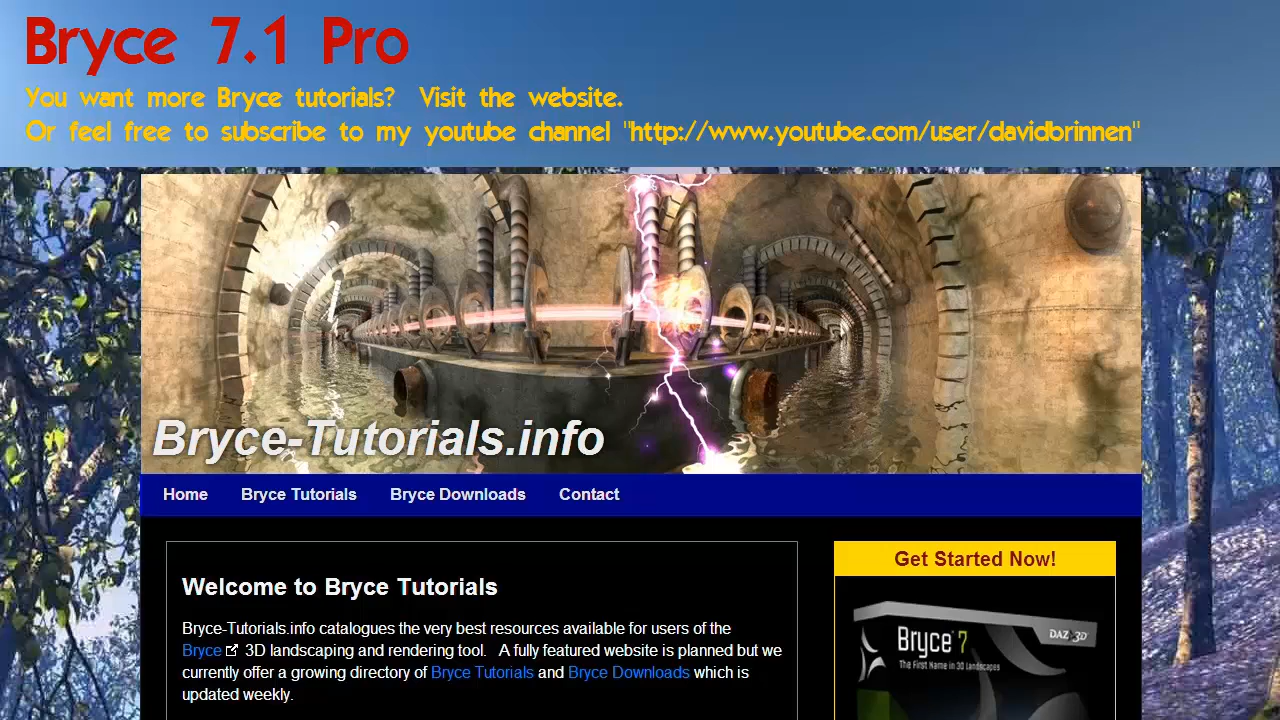 Bryce 7.1 Pro
You want more Bryce tutorials? Visit the website.
Or feel free to subscribe to my youtube channel "http://www.youtube.com/user/davidbrinnen"
Bryce-Tutorials.info
Home Bryce Tutorials Bryce Downloads Contact
Welcome to Bryce Tutorials
Bryce-Tutorials.info catalogues the very best resources available for users of the
Bryce 3D landscaping and rendering tool. A fully featured website is planned but we
currently offer a growing directory of Bryce Tutorials and Bryce Downloads which is
updated weekly.
Get Started Now!
DAZ 3D
Bryce 7
The First Name in 3D landscapes